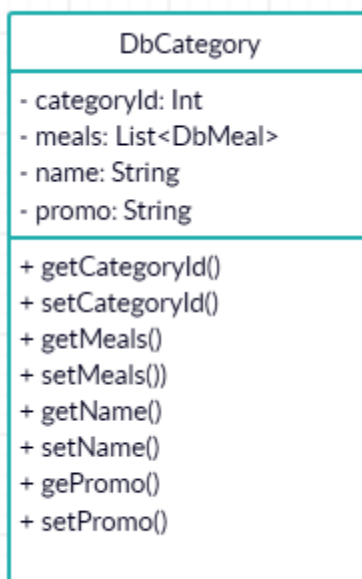 DbCategory
- categoryId: Int
- meals: List<DbMeal>
- name: String
- promo: String
+ getCategoryId()
+ setCategoryId()
+ getMeals()
+ setMeals())
+ getName()
+ setName()
+ gePromo()
+ setPromo()